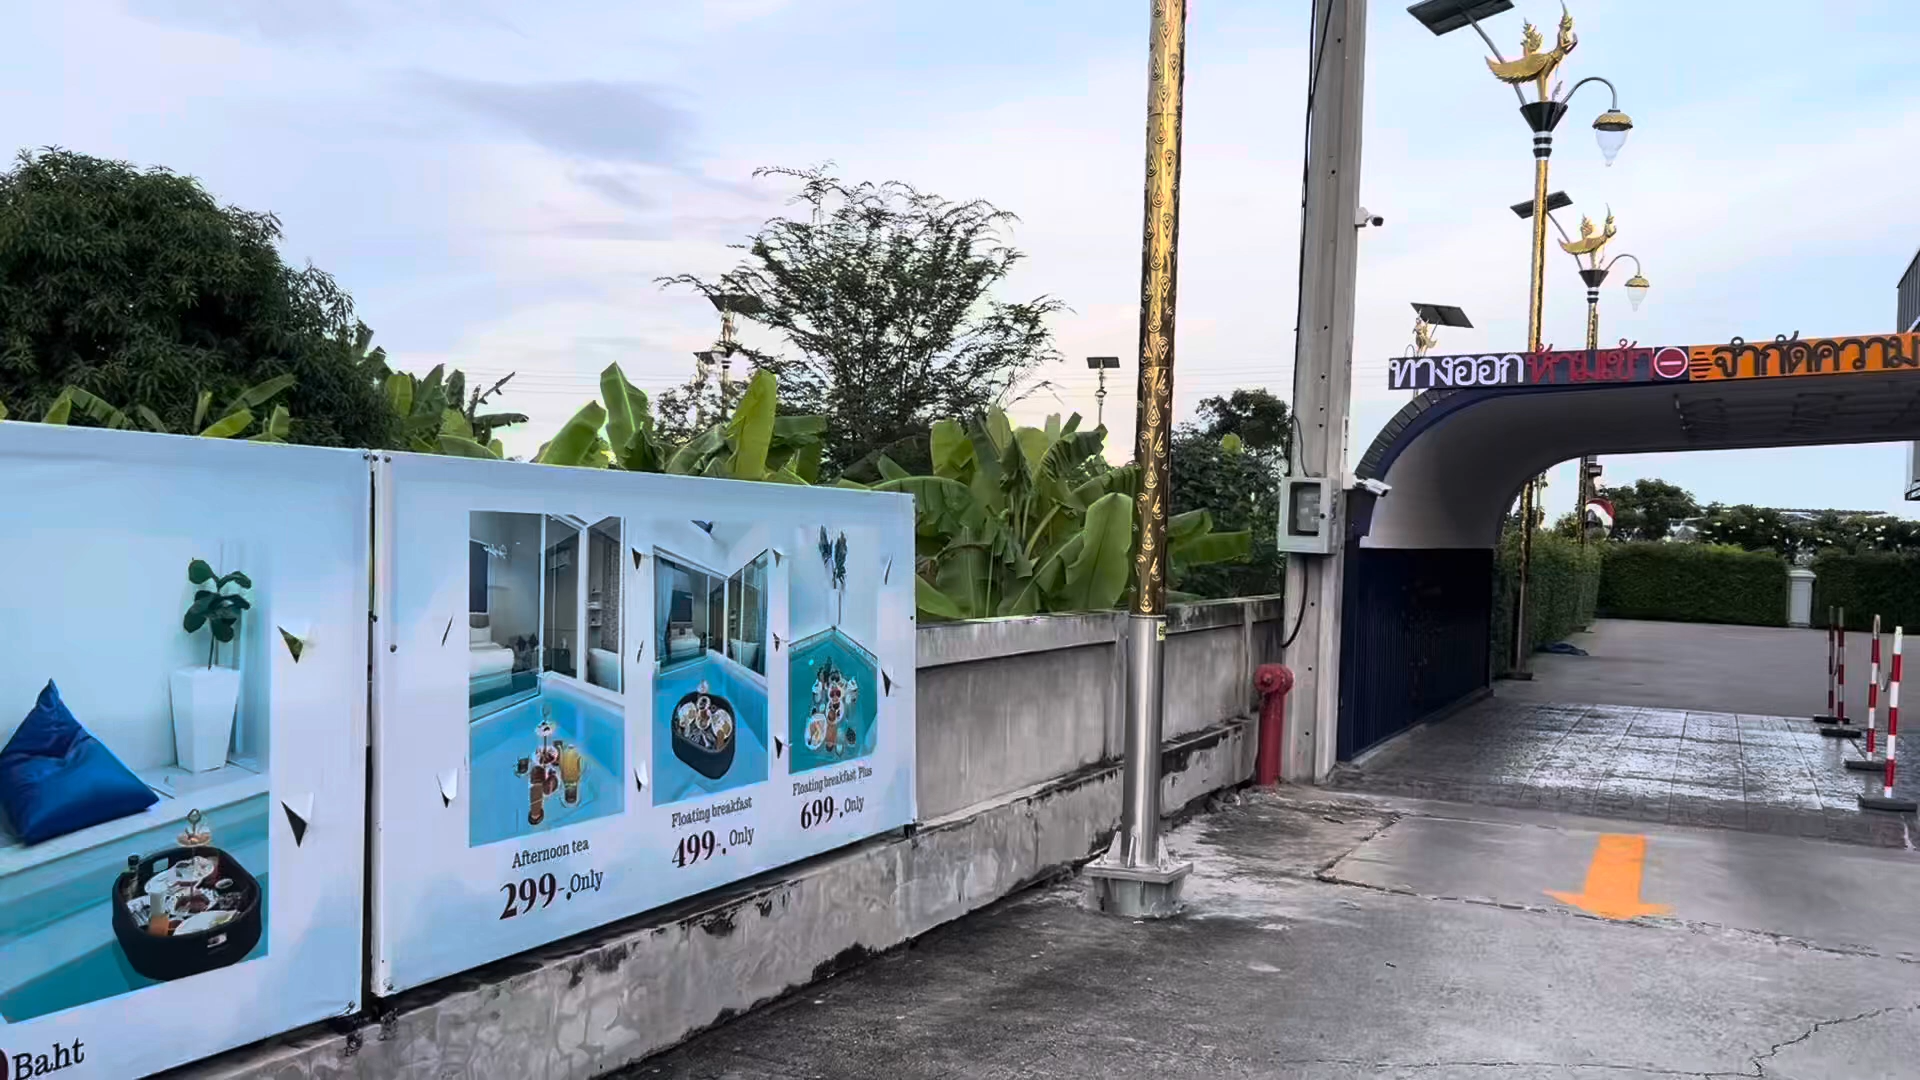 Baht
Afternoon tea
299-. Only
Floating breakfast
499-. Only
Floating breakfast Plus
699-. Only
ทางออก ห้ามเข้า
จำกัดความ